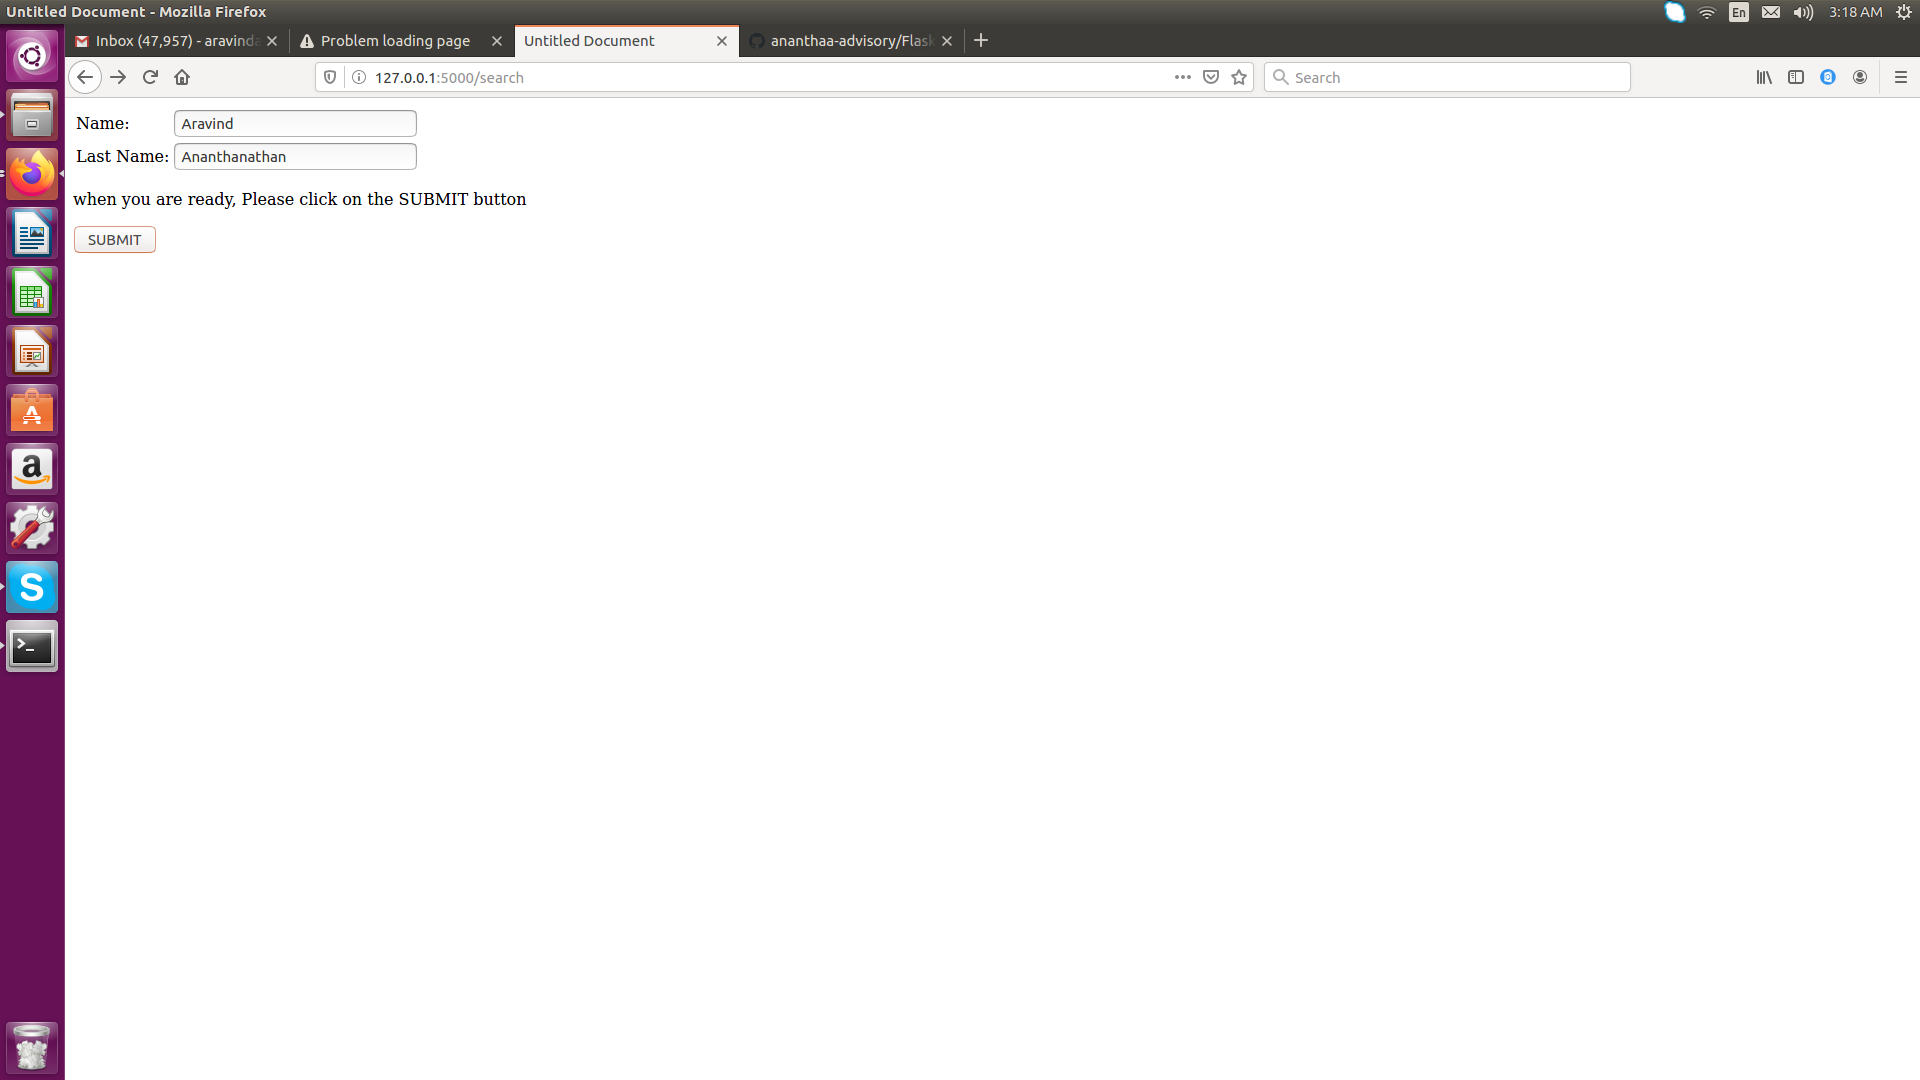 Untitled Document - Mozilla Firefox
En
3:18 AM
Inbox (47,957) - aravinda
Problem loading page
Untitled Document
ananthaa-advisory/Flask
127.0.0.1:5000/search
Search
Name:
Aravind
Last Name:
Ananthanathan
when you are ready, Please click on the SUBMIT button
SUBMIT
A
a
S
>_